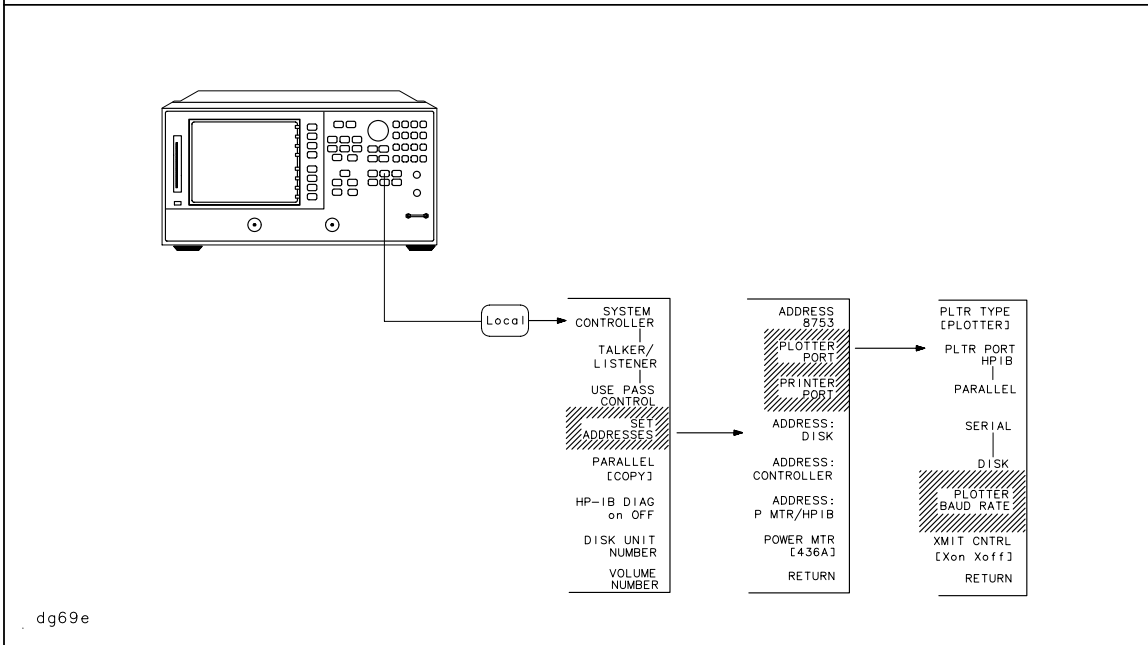 Local
SYSTEM
CONTROLLER
TALKER/
LISTENER
USE PASS
CONTROL
SET
ADDRESSES
PARALLEL
[COPY]
HP-IB DIAG
on OFF
DISK UNIT
NUMBER
VOLUME
NUMBER
ADDRESS
8753
PLOTTER
PORT
PRINTER
PORT
ADDRESS:
DISK
ADDRESS:
CONTROLLER
ADDRESS:
P MTR/HPIB
POWER MTR
[436A]
RETURN
PLTR TYPE
[PLOTTER]
PLTR PORT
HPIB
PARALLEL
SERIAL
DISK
PLOTTER
BAUD RATE
XMIT CNTRL
[Xon Xoff]
RETURN
dg69e